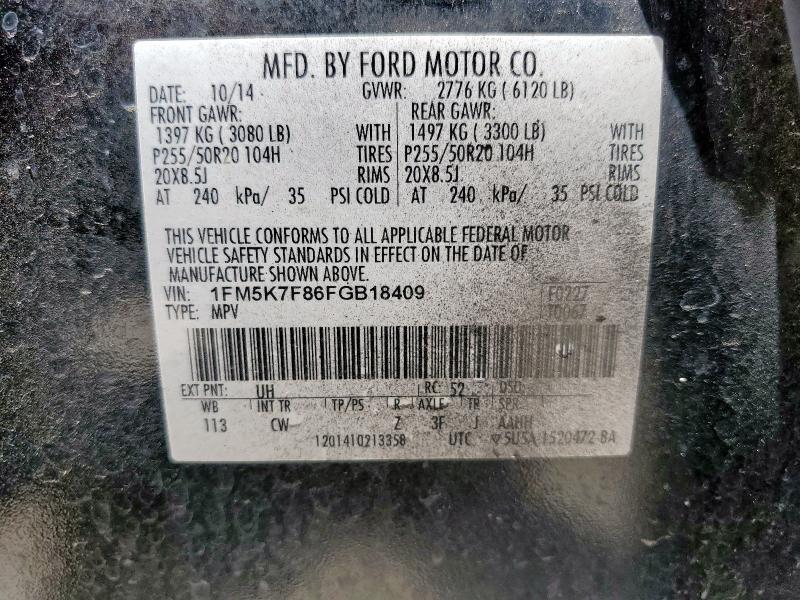 MFD. BY FORD MOTOR CO.
DATE: 10/14 GVWR: 2776 KG ( 6120 LB)
FRONT GAWR: REAR GAWR:
1397 KG ( 3080 LB) WITH 1497 KG ( 3300 LB) WITH
P255/50R20 104H TIRES P255/50R20 104H TIRES
20X8.5J RIMS 20X8.5J RIMS
AT 240 kPa/ 35 PSI COLD AT 240 kPa/ 35 PSI COLD
THIS VEHICLE CONFORMS TO ALL APPLICABLE FEDERAL MOTOR
VEHICLE SAFETY STANDARDS IN EFFECT ON THE DATE OF
MANUFACTURE SHOWN ABOVE.
VIN: 1FM5K7F86FGB18409 F0227
TYPE: MPV T0067
EXT PNT: UH RC: 52 DSO:
WB INT TR TP/PS R AXLE TR SPR
113 CW Z 3F J AAHH
1201410213358 UTC 5USA-1520472-BA